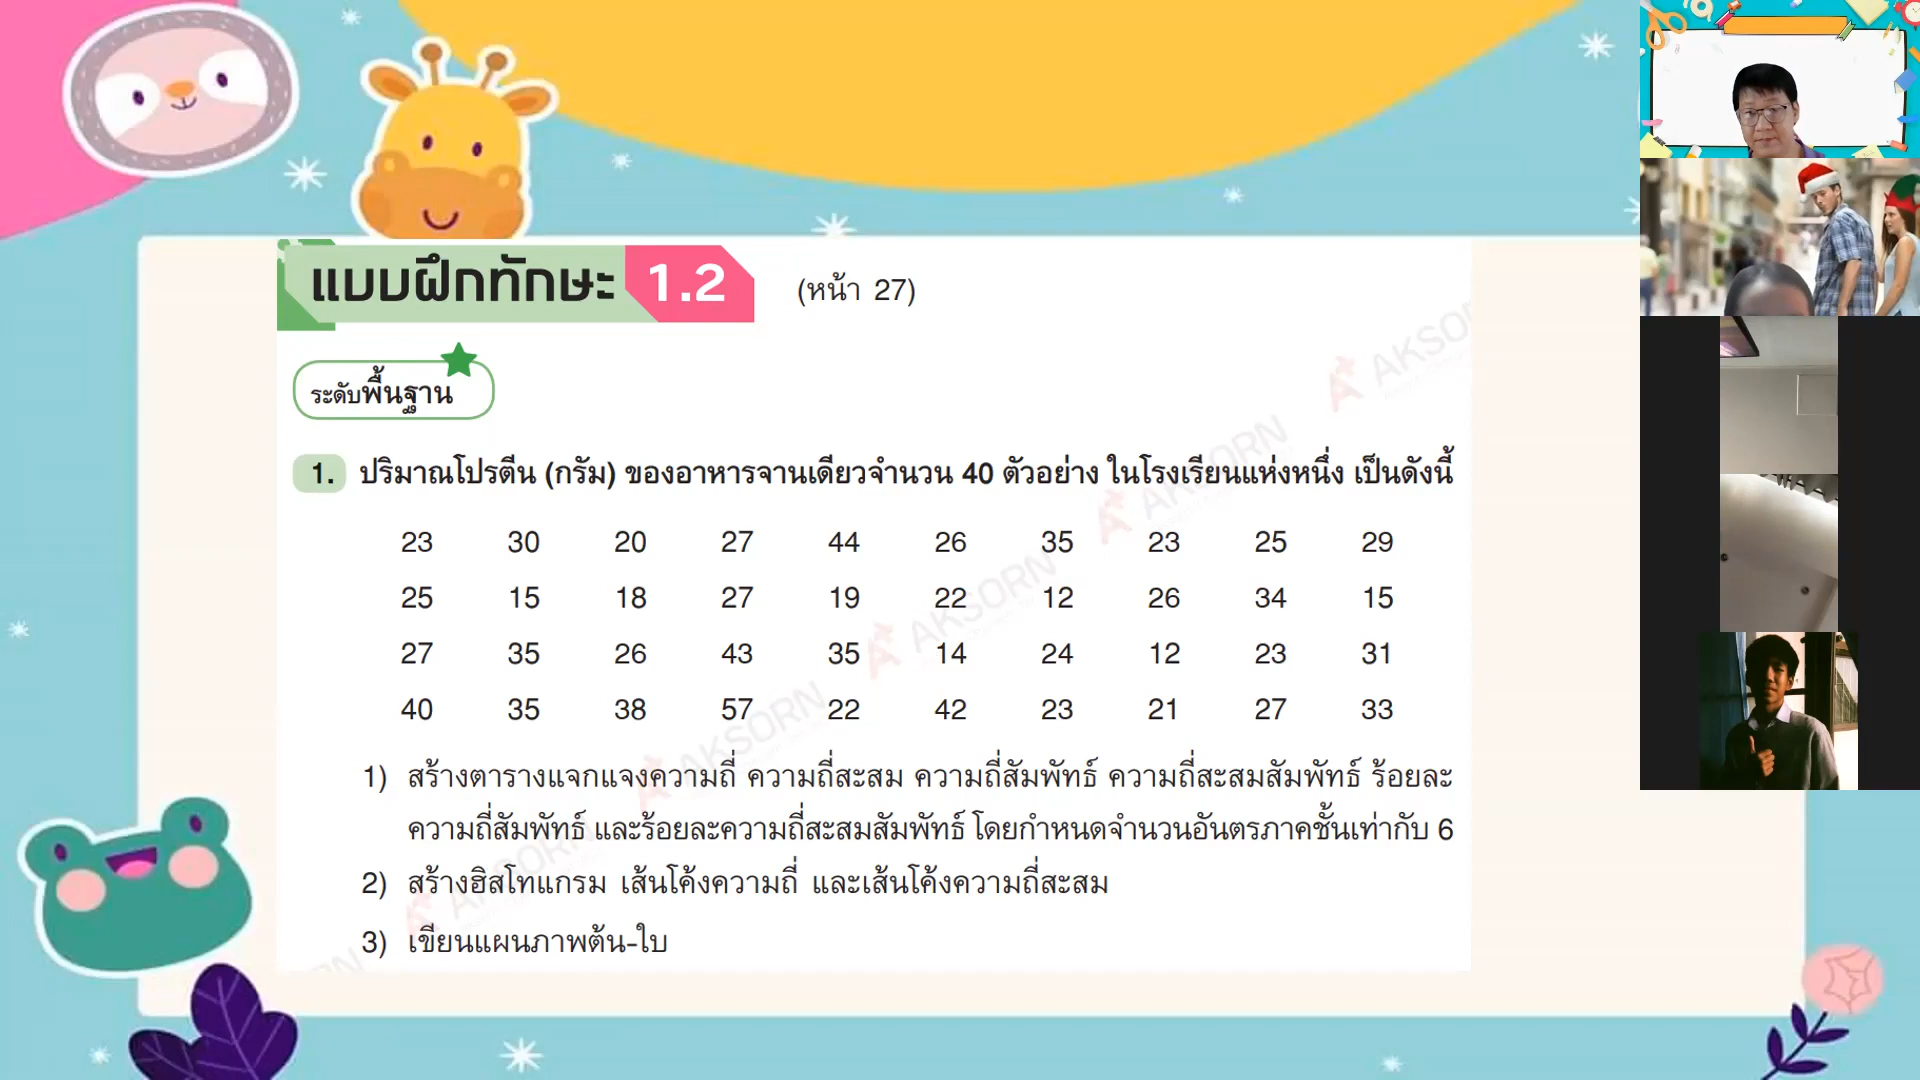 แบบฝึกทักษะ 1.2 (หน้า 27)
ระดับพื้นฐาน
1. ปริมาณโปรตีน (กรัม) ของอาหารจานเดียวจำนวน 40 ตัวอย่าง ในโรงเรียนแห่งหนึ่ง เป็นดังนี้
23 30 20 27 44 26 35 23 25 29
25 15 18 27 19 22 12 26 34 15
27 35 26 43 35 14 24 12 23 31
40 35 38 57 22 42 23 21 27 33
1) สร้างตารางแจกแจงความถี่ ความถี่สะสม ความถี่สัมพัทธ์ ความถี่สะสมสัมพัทธ์ ร้อยละ
ความถี่สัมพัทธ์ และร้อยละความถี่สะสมสัมพัทธ์ โดยกำหนดจำนวนอันตรภาคชั้นเท่ากับ 6
2) สร้างฮิสโทแกรม เส้นโค้งความถี่ และเส้นโค้งความถี่สะสม
3) เขียนแผนภาพต้น-ใบ
AKSORN
AKSORN
AKSORN
AKSORN
AKSORN